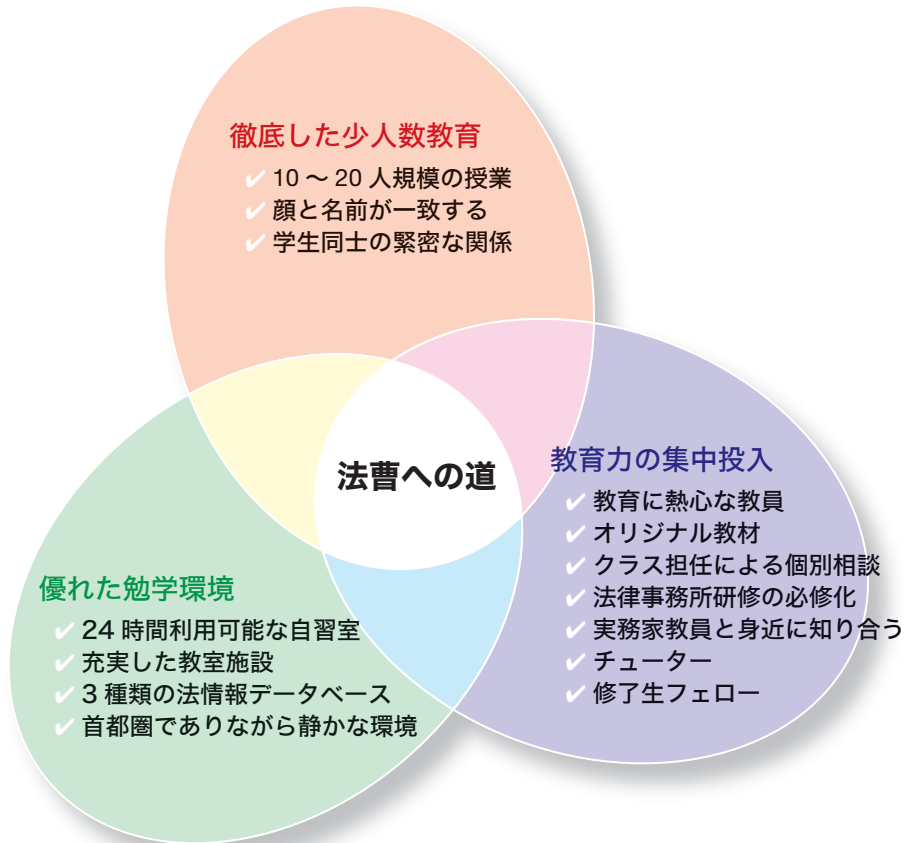 徹底した少人数教育
✔ 10 〜 20 人規模の授業
✔ 顔と名前が一致する
✔ 学生同士の緊密な関係
法曹への道
教育力の集中投入
✔ 教育に熱心な教員
✔ オリジナル教材
✔ クラス担任による個別相談
✔ 法律事務所研修の必修化
✔ 実務家教員と身近に知り合う
✔ チューター
✔ 修了生フェロー
優れた勉学環境
✔ 24 時間利用可能な自習室
✔ 充実した教室施設
✔ 3 種類の法情報データベース
✔ 首都圏でありながら静かな環境